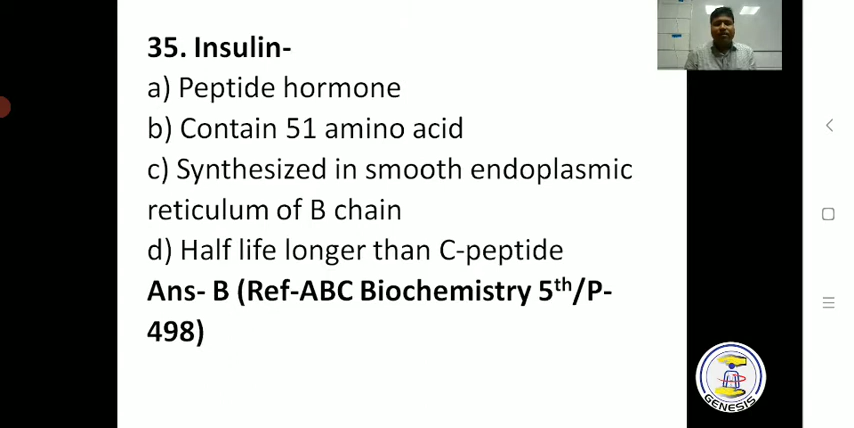 35. Insulin-
a) Peptide hormone
b) Contain 51 amino acid
c) Synthesized in smooth endoplasmic
reticulum of B chain
d) Half life longer than C-peptide
Ans- B (Ref-ABC Biochemistry 5th/P-
498)
GENESIS